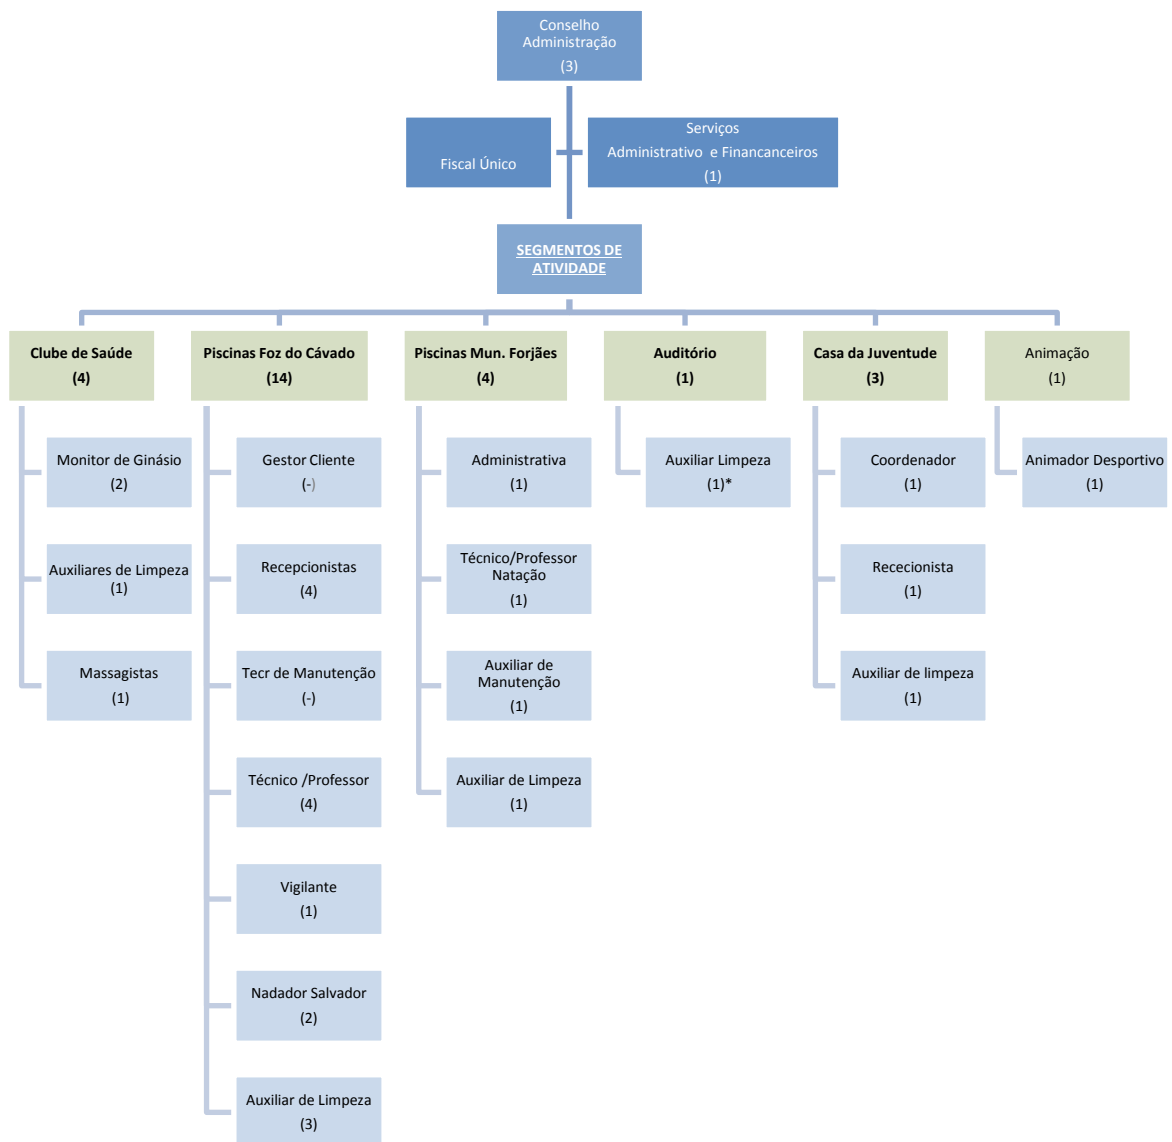 Conselho
Administração
(3)
Fiscal Único
Serviços
Administrativo e Financanceiros
(1)
SEGMENTOS DE
ATIVIDADE
Clube de Saúde
(4)
Piscinas Foz do Cávado
(14)
Piscinas Mun. Forjães
(4)
Auditório
(1)
Casa da Juventude
(3)
Animação
(1)
Monitor de Ginásio
(2)
Auxiliares de Limpeza
(1)
Massagistas
(1)
Gestor Cliente
(-)
Recepcionistas
(4)
Tecr de Manutenção
(-)
Técnico /Professor
(4)
Vigilante
(1)
Nadador Salvador
(2)
Auxiliar de Limpeza
(3)
Administrativa
(1)
Técnico/Professor
Natação
(1)
Auxiliar de
Manutenção
(1)
Auxiliar de Limpeza
(1)
Auxiliar Limpeza
(1)*
Coordenador
(1)
Rececionista
(1)
Auxiliar de limpeza
(1)
Animador Desportivo
(1)